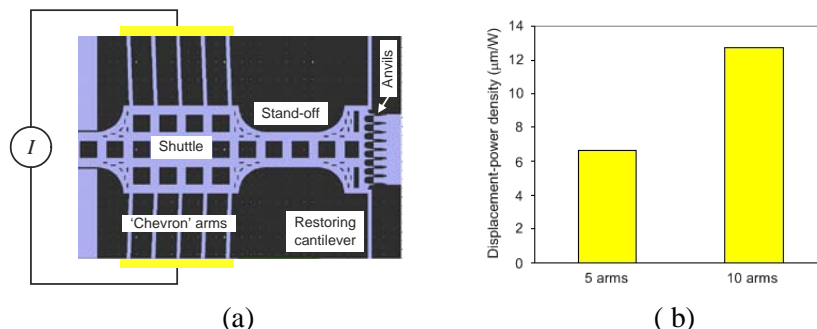 Anvils
Stand-off
I
Shuttle
'Chevron' arms
Restoring
cantilever
(a)
Displacement-power density (μm/W)
14
12
10
8
6
4
2
0
5 arms
10 arms
( b)